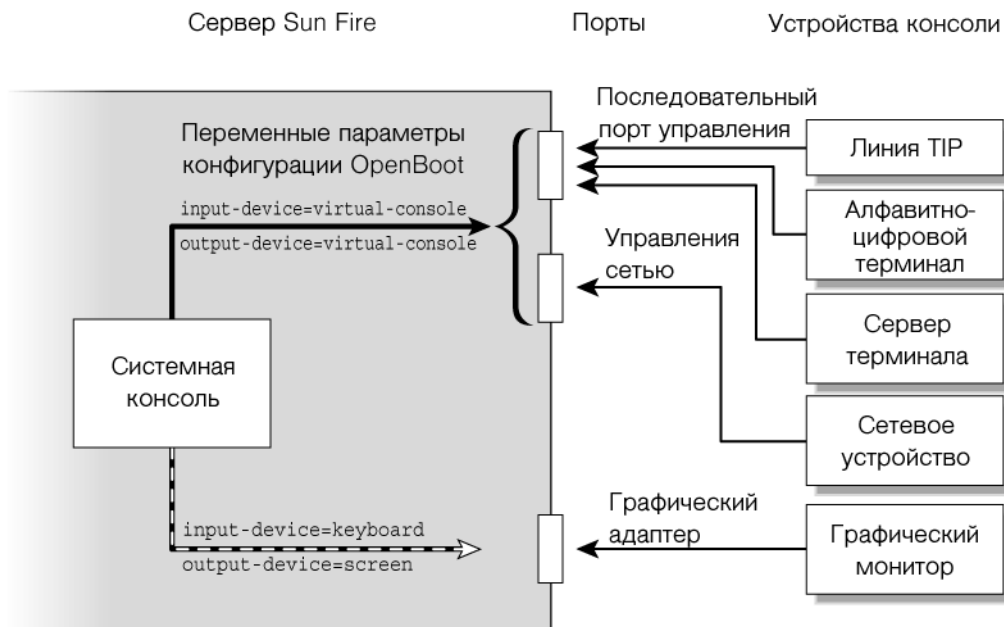 Сервер Sun Fire
Порты
Устройства консоли
Переменные параметры
конфигурации OpenBoot
input-device=virtual-console
output-device=virtual-console
Системная
консоль
input-device=keyboard
output-device=screen
Последовательный
порт управления
Управления
сетью
Графический
адаптер
Линия TIP
Алфавитно-
цифровой
терминал
Сервер
терминала
Сетевое
устройство
Графический
монитор